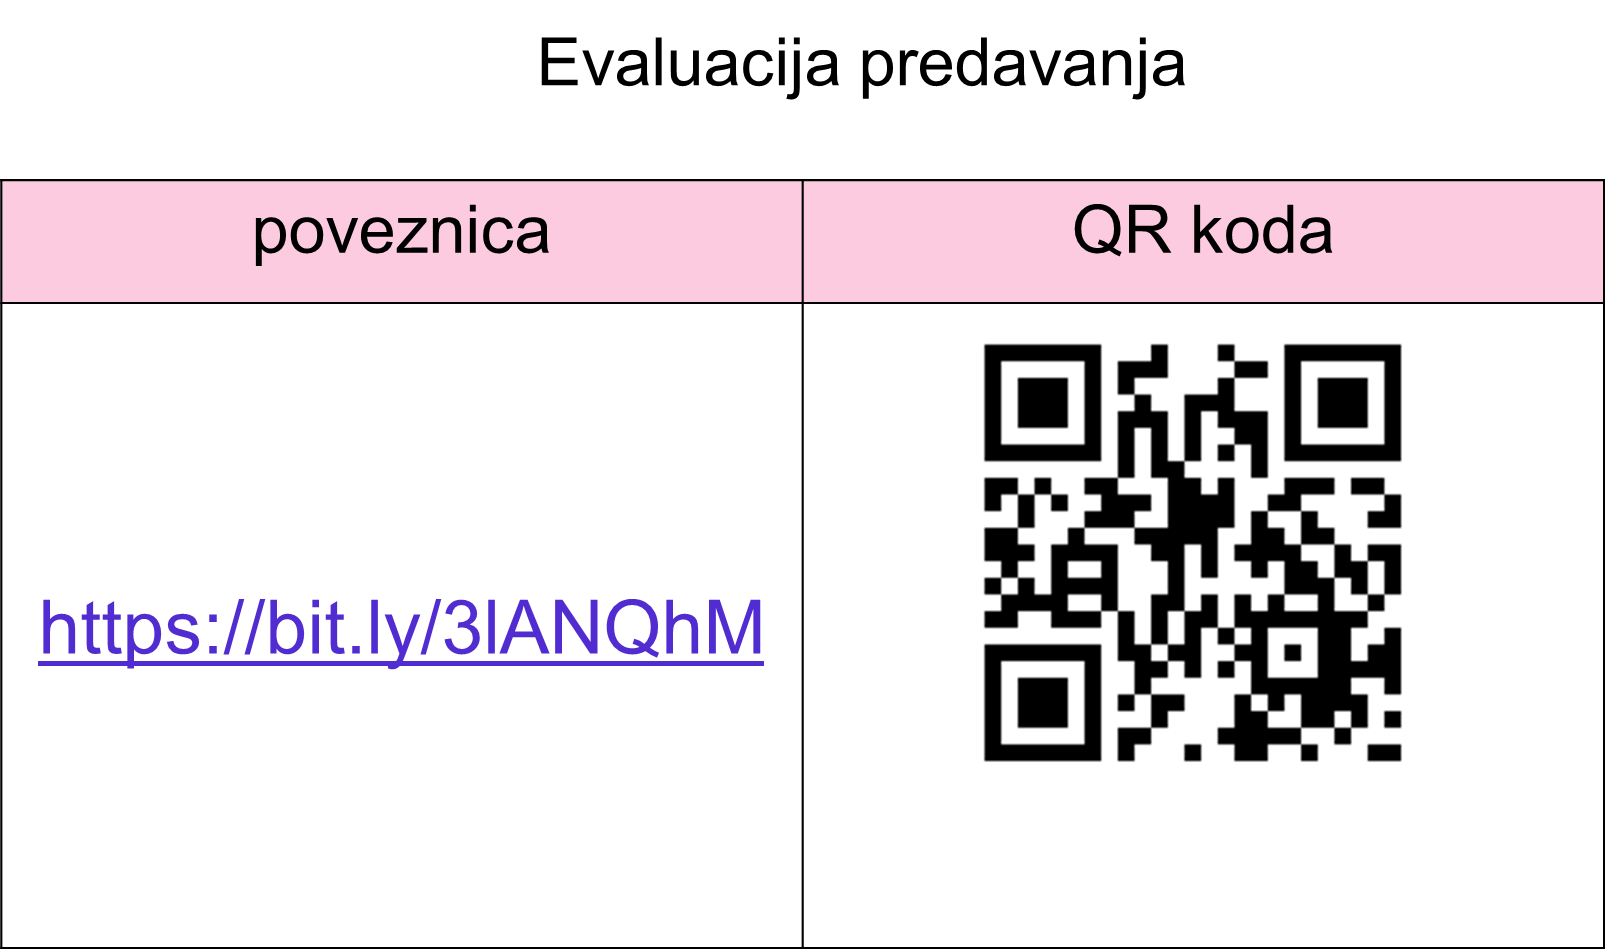 Evaluacija predavanja
poveznica
QR koda
https://bit.ly/3lANQhM